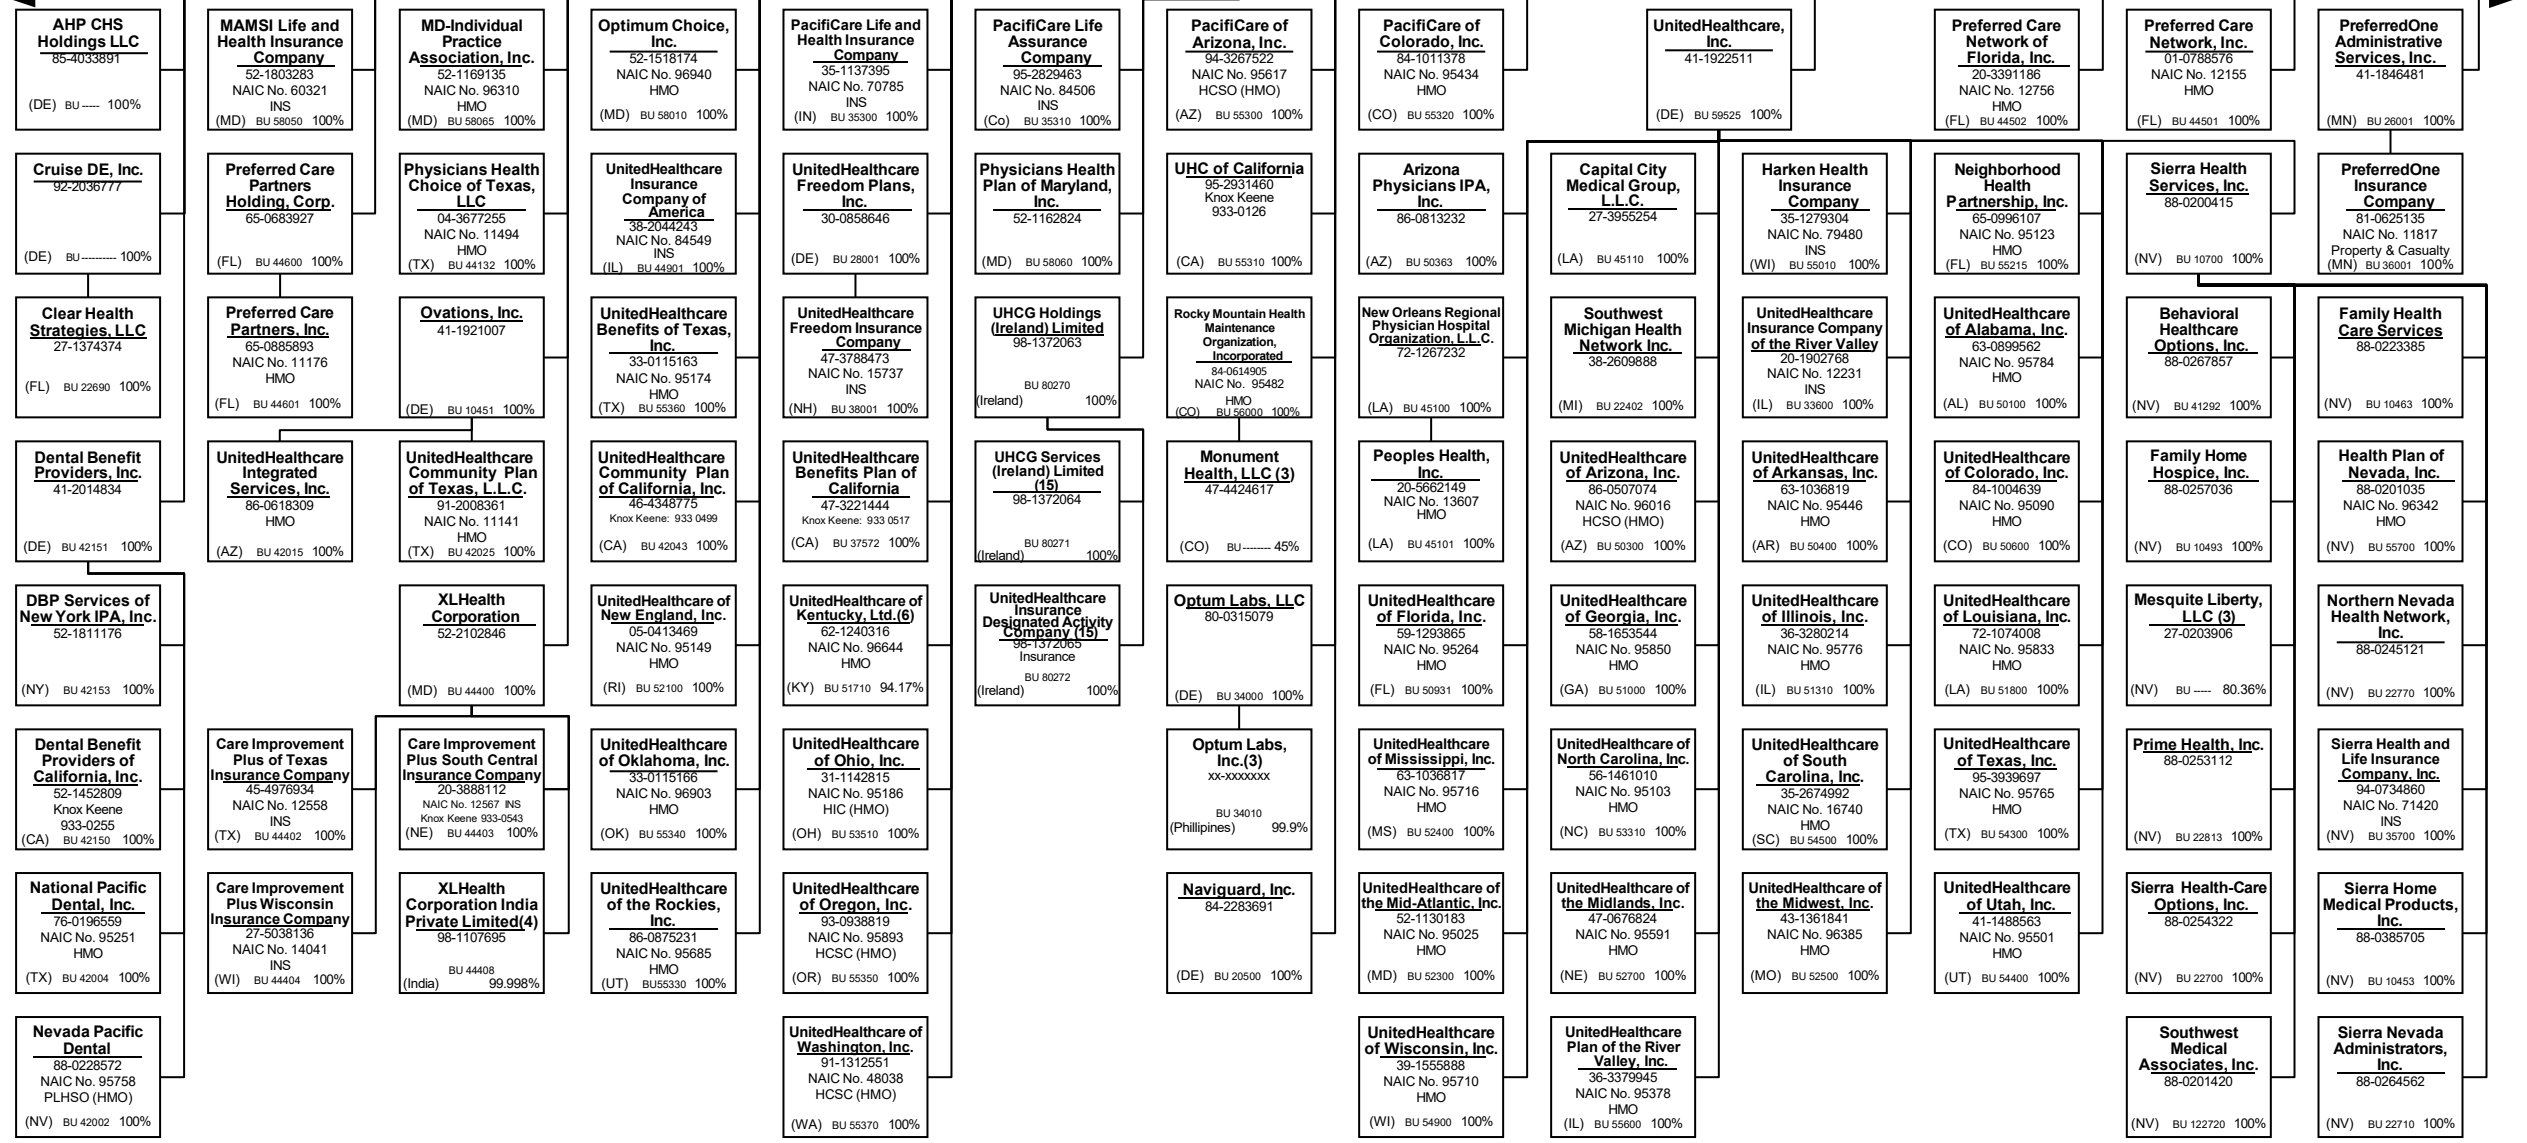 AHP CHS
Holdings LLC
85-4033891
(DE) BU ----- 100%
MAMSI Life and
Health Insurance
Company
52-1803283
NAIC No. 60321
INS
(MD) BU 58050 100%
MD-Individual
Practice
Association, Inc.
52-1169135
NAIC No. 96310
HMO
(MD) BU 58065 100%
Optimum Choice,
Inc.
52-1518174
NAIC No. 96940
HMO
(MD) BU 58010 100%
PacifiCare Life and
Health Insurance
Company
35-1137395
NAIC No. 70785
INS
(IN) BU 35300 100%
PacifiCare Life
Assurance
Company
95-2829463
NAIC No. 84506
INS
(Co) BU 35310 100%
PacifiCare of
Arizona, Inc.
94-3267522
NAIC No. 95617
HCSO (HMO)
(AZ) BU 55300 100%
PacifiCare of
Colorado, Inc.
84-1011378
NAIC No. 95434
HMO
(CO) BU 55320 100%
UnitedHealthcare,
Inc.
41-1922511
(DE) BU 59525 100%
Preferred Care
Network of
Florida, Inc.
20-3391186
NAIC No. 12756
HMO
(FL) BU 44502 100%
Preferred Care
Network, Inc.
01-0788576
NAIC No. 12155
HMO
(FL) BU 44501 100%
PreferredOne
Administrative
Services, Inc.
41-1846481
(MN) BU 26001 100%
Cruise DE, Inc.
92-2036777
(DE) BU ---------- 100%
Preferred Care
Partners
Holding, Corp.
65-0683927
(FL) BU 44600 100%
Physicians Health
Choice of Texas,
LLC
04-3677255
NAIC No. 11494
HMO
(TX) BU 44132 100%
UnitedHealthcare
Insurance
Company of
America
38-2044243
NAIC No. 84549
INS
(IL) BU 44901 100%
UnitedHealthcare
Freedom Plans,
Inc.
30-0858646
(DE) BU 28001 100%
Physicians Health
Plan of Maryland,
Inc.
52-1162824
(MD) BU 58060 100%
UHC of California
95-2931460
Knox Keene
933-0126
(CA) BU 55310 100%
Arizona
Physicians IPA,
Inc.
86-0813232
(AZ) BU 50363 100%
Capital City
Medical Group,
L.L.C.
27-3955254
(LA) BU 45110 100%
Harken Health
Insurance
Company
35-1279304
NAIC No. 79480
INS
(WI) BU 55010 100%
Neighborhood
Health
Partnership, Inc.
65-0996107
NAIC No. 95123
HMO
(FL) BU 55215 100%
Sierra Health
Services, Inc.
88-0200415
(NV) BU 10700 100%
PreferredOne
Insurance
Company
81-0625135
NAIC No. 11817
Property & Casualty
(MN) BU 36001 100%
Clear Health
Strategies, LLC
27-1374374
(FL) BU 22690 100%
Preferred Care
Partners, Inc.
65-0885893
NAIC No. 11176
HMO
(FL) BU 44601 100%
Ovations, Inc.
41-1921007
(DE) BU 10451 100%
UnitedHealthcare
Benefits of Texas,
Inc.
33-0115163
NAIC No. 95174
HMO
(TX) BU 55360 100%
UnitedHealthcare
Freedom Insurance
Company
47-3788473
NAIC No. 15737
INS
(NH) BU 38001 100%
UHCG Holdings
(Ireland) Limited
98-1372063
BU 80270
(Ireland) 100%
Rocky Mountain Health
Maintenance
Organization,
Incorporated
84-0614905
NAIC No. 95482
HMO
(CO) BU 56000 100%
New Orleans Regional
Physician Hospital
Organization, L.L.C.
72-1267232
(LA) BU 45100 100%
Southwest
Michigan Health
Network Inc.
38-2609888
(MI) BU 22402 100%
UnitedHealthcare
Insurance Company
of the River Valley
20-1902768
NAIC No. 12231
INS
(IL) BU 33600 100%
UnitedHealthcare
of Alabama, Inc.
63-0899562
NAIC No. 95784
HMO
(AL) BU 50100 100%
Behavioral
Healthcare
Options, Inc.
88-0267857
(NV) BU 41292 100%
Family Health
Care Services
88-0223385
(NV) BU 10463 100%
Dental Benefit
Providers, Inc.
41-2014834
(DE) BU 42151 100%
UnitedHealthcare
Integrated
Services, Inc.
86-0618309
HMO
(AZ) BU 42015 100%
UnitedHealthcare
Community Plan
of Texas, L.L.C.
91-2008361
NAIC No. 11141
HMO
(TX) BU 42025 100%
UnitedHealthcare
Community Plan
of California, Inc.
46-4348775
Knox Keene: 933 0499
(CA) BU 42043 100%
UnitedHealthcare
Benefits Plan of
California
47-3221444
Knox Keene: 933 0517
(CA) BU 37572 100%
UHCG Services
(Ireland) Limited
(15)
98-1372064
BU 80271
(Ireland) 100%
Monument
Health, LLC (3)
47-4424617
(CO) BU -------- 45%
Peoples Health,
Inc.
20-5662149
NAIC No. 13607
HMO
(LA) BU 45101 100%
UnitedHealthcare
of Arizona, Inc.
86-0507074
NAIC No. 96016
HCSO (HMO)
(AZ) BU 50300 100%
UnitedHealthcare
of Arkansas, Inc.
63-1036819
NAIC No. 95446
HMO
(AR) BU 50400 100%
UnitedHealthcare
of Colorado, Inc.
84-1004639
NAIC No. 95090
HMO
(CO) BU 50600 100%
Family Home
Hospice, Inc.
88-0257036
(NV) BU 10493 100%
Health Plan of
Nevada, Inc.
88-0201035
NAIC No. 96342
HMO
(NV) BU 55700 100%
DBP Services of
New York IPA, Inc.
52-1811176
(NY) BU 42153 100%
XLHealth
Corporation
52-2102846
(MD) BU 44400 100%
UnitedHealthcare of
New England, Inc.
05-0413469
NAIC No. 95149
HMO
(RI) BU 52100 100%
UnitedHealthcare of
Kentucky, Ltd.(6)
62-1240316
NAIC No. 96644
HMO
(KY) BU 51710 94.17%
UnitedHealthcare
Insurance
Designated Activity
Company (15)
98-1372065
Insurance
BU 80272
(Ireland) 100%
Optum Labs, LLC
80-0315079
(DE) BU 34000 100%
UnitedHealthcare
of Florida, Inc.
59-1293865
NAIC No. 95264
HMO
(FL) BU 50931 100%
UnitedHealthcare
of Georgia, Inc.
58-1653544
NAIC No. 95850
HMO
(GA) BU 51000 100%
UnitedHealthcare
of Illinois, Inc.
36-3280214
NAIC No. 95776
HMO
(IL) BU 51310 100%
UnitedHealthcare
of Louisiana, Inc.
72-1074008
NAIC No. 95833
HMO
(LA) BU 51800 100%
Mesquite Liberty,
LLC (3)
27-0203906
(NV) BU ----- 80.36%
Northern Nevada
Health Network,
Inc.
88-0245121
(NV) BU 22770 100%
Dental Benefit
Providers of
California, Inc.
52-1452809
Knox Keene
933-0255
(CA) BU 42150 100%
Care Improvement
Plus of Texas
Insurance Company
45-4976934
NAIC No. 12558
INS
(TX) BU 44402 100%
Care Improvement
Plus South Central
Insurance Company
20-3888112
NAIC No. 12567 INS
Knox Keene 933-0543
(NE) BU 44403 100%
UnitedHealthcare
of Oklahoma, Inc.
33-0115166
NAIC No. 96903
HMO
(OK) BU 55340 100%
UnitedHealthcare
of Ohio, Inc.
31-1142815
NAIC No. 95186
HIC (HMO)
(OH) BU 53510 100%
Optum Labs,
Inc.(3)
xx-xxxxxxx
BU 34010
(Phillipines) 99.9%
UnitedHealthcare
of Mississippi, Inc.
63-1036817
NAIC No. 95716
HMO
(MS) BU 52400 100%
UnitedHealthcare of
North Carolina, Inc.
56-1461010
NAIC No. 95103
HMO
(NC) BU 53310 100%
UnitedHealthcare
of South
Carolina, Inc.
35-2674992
NAIC No. 16740
HMO
(SC) BU 54500 100%
UnitedHealthcare
of Texas, Inc.
95-3939697
NAIC No. 95765
HMO
(TX) BU 54300 100%
Prime Health, Inc.
88-0253112
(NV) BU 22813 100%
Sierra Health and
Life Insurance
Company, Inc.
94-0734860
NAIC No. 71420
INS
(NV) BU 35700 100%
National Pacific
Dental, Inc.
76-0196559
NAIC No. 95251
HMO
(TX) BU 42004 100%
Care Improvement
Plus Wisconsin
Insurance Company
27-5038136
NAIC No. 14041
INS
(WI) BU 44404 100%
XLHealth
Corporation India
Private Limited(4)
98-1107695
BU 44408
(India) 99.998%
UnitedHealthcare
of the Rockies,
Inc.
86-0875231
NAIC No. 95685
HMO
(UT) BU55330 100%
UnitedHealthcare
of Oregon, Inc.
93-0938819
NAIC No. 95893
HCSC (HMO)
(OR) BU 55350 100%
Naviguard, Inc.
84-2283691
(DE) BU 20500 100%
UnitedHealthcare of
the Mid-Atlantic, Inc.
52-1130183
NAIC No. 95025
HMO
(MD) BU 52300 100%
UnitedHealthcare of
the Midlands, Inc.
47-0676824
NAIC No. 95591
HMO
(NE) BU 52700 100%
UnitedHealthcare of
the Midwest, Inc.
43-1361841
NAIC No. 96385
HMO
(MO) BU 52500 100%
UnitedHealthcare
of Utah, Inc.
41-1488563
NAIC No. 95501
HMO
(UT) BU 54400 100%
Sierra Health-Care
Options, Inc.
88-0254322
(NV) BU 22700 100%
Sierra Home
Medical Products,
Inc.
88-0385705
(NV) BU 10453 100%
Nevada Pacific
Dental
88-0228572
NAIC No. 95758
PLHSO (HMO)
(NV) BU 42002 100%
UnitedHealthcare of
Washington, Inc.
91-1312551
NAIC No. 48038
HCSC (HMO)
(WA) BU 55370 100%
UnitedHealthcare
of Wisconsin, Inc.
39-1555888
NAIC No. 95710
HMO
(WI) BU 54900 100%
UnitedHealthcare
Plan of the River
Valley, Inc.
36-3379945
NAIC No. 95378
HMO
(IL) BU 55600 100%
Southwest
Medical
Associates, Inc.
88-0201420
(NV) BU 122720 100%
Sierra Nevada
Administrators,
Inc.
88-0264562
(NV) BU 22710 100%